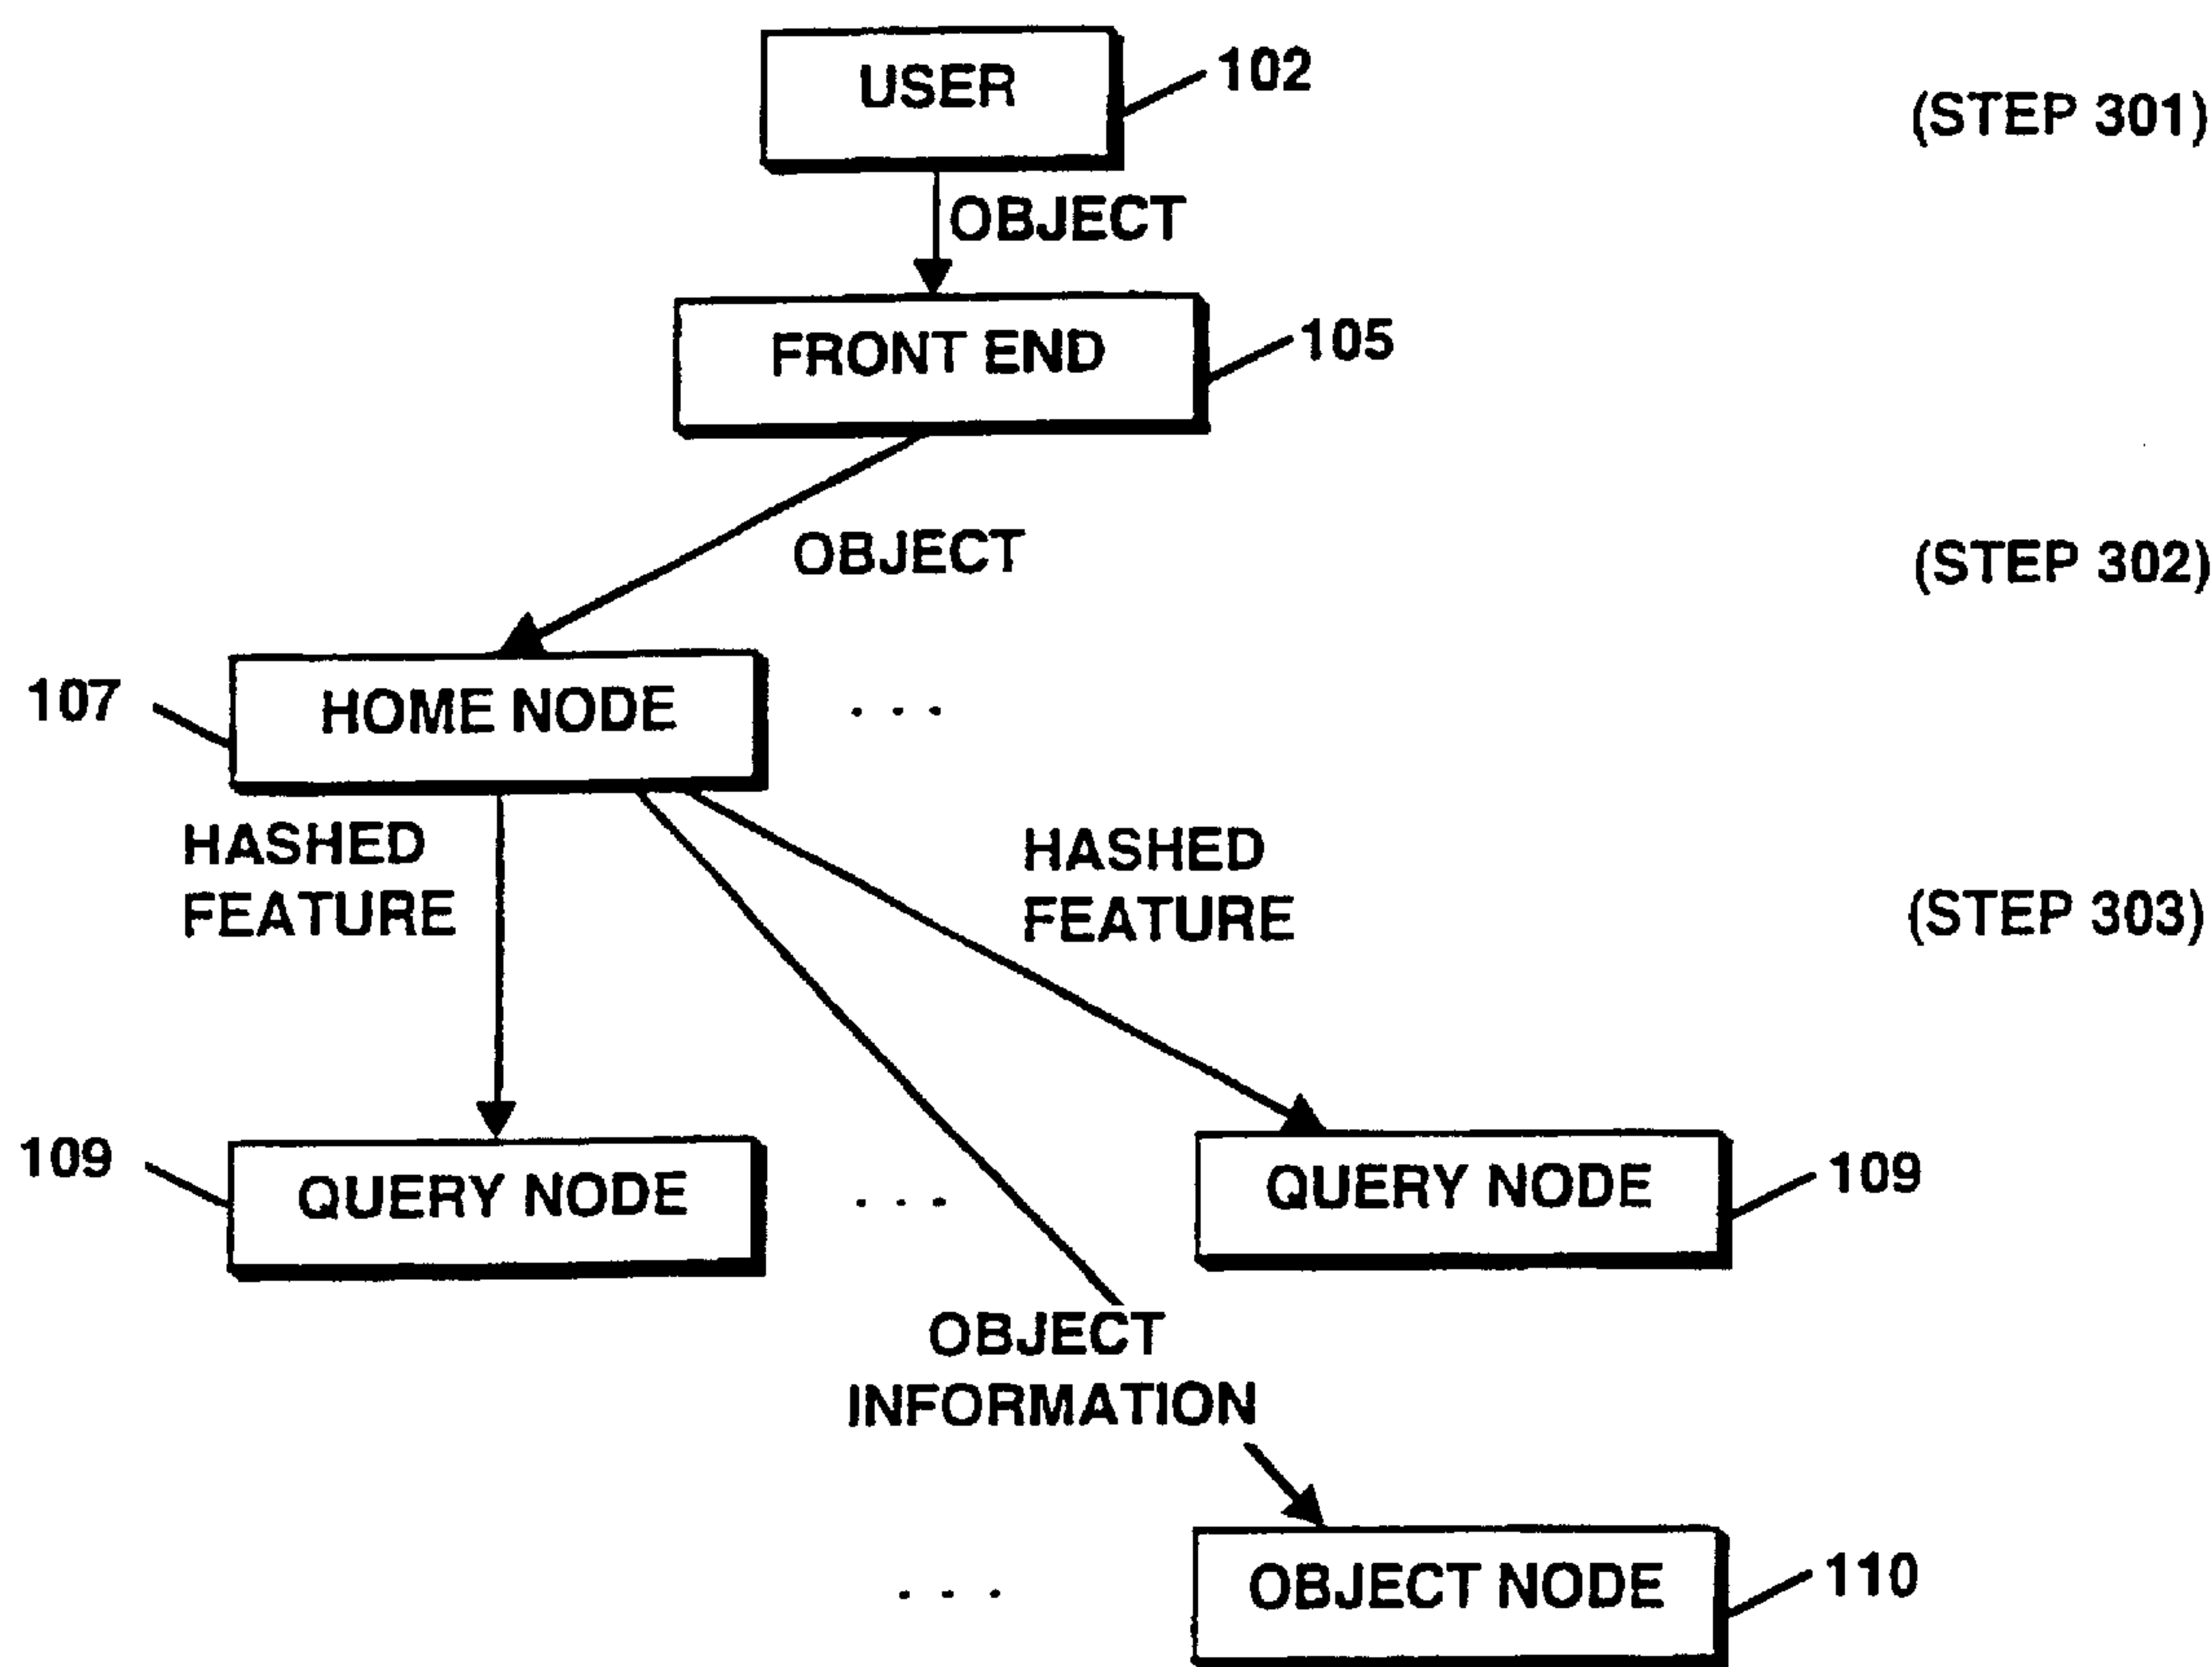 USER
102
(STEP 301)
OBJECT
FRONT END
105
OBJECT
(STEP 302)
107
HOME NODE
. . .
HASHED
FEATURE
HASHED
FEATURE
(STEP 303)
109
QUERY NODE
. . .
QUERY NODE
109
OBJECT
INFORMATION
. . .
OBJECT NODE
110